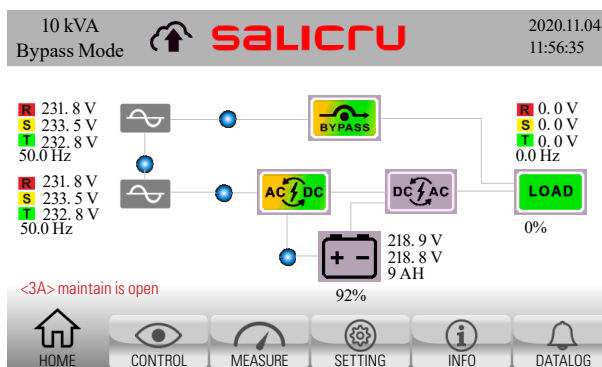 10 kVA
Bypass Mode
SALICRU
2020.11.04
11:56:35
R 231. 8 V
S 233. 5 V
T 232. 8 V
50.0 Hz
BYPASS
R 0. 0 V
S 0. 0 V
T 0. 0 V
0.0 Hz
R 231. 8 V
S 233. 5 V
T 232. 8 V
50.0 Hz
AC DC
DC AC
LOAD
0%
+ −
218. 9 V
218. 8 V
9 AH
92%
<3A> maintain is open
HOME
CONTROL
MEASURE
SETTING
INFO
DATALOG